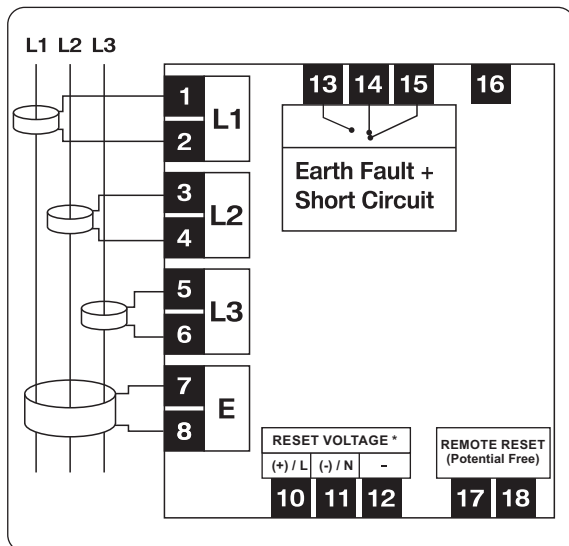 L1 L2 L3
1
2
L1
3
4
L2
5
6
L3
7
8
E
13 14 15 16
Earth Fault +
Short Circuit
RESET VOLTAGE *
(+) / L (-) / N -
10 11 12
REMOTE RESET
(Potential Free)
17 18